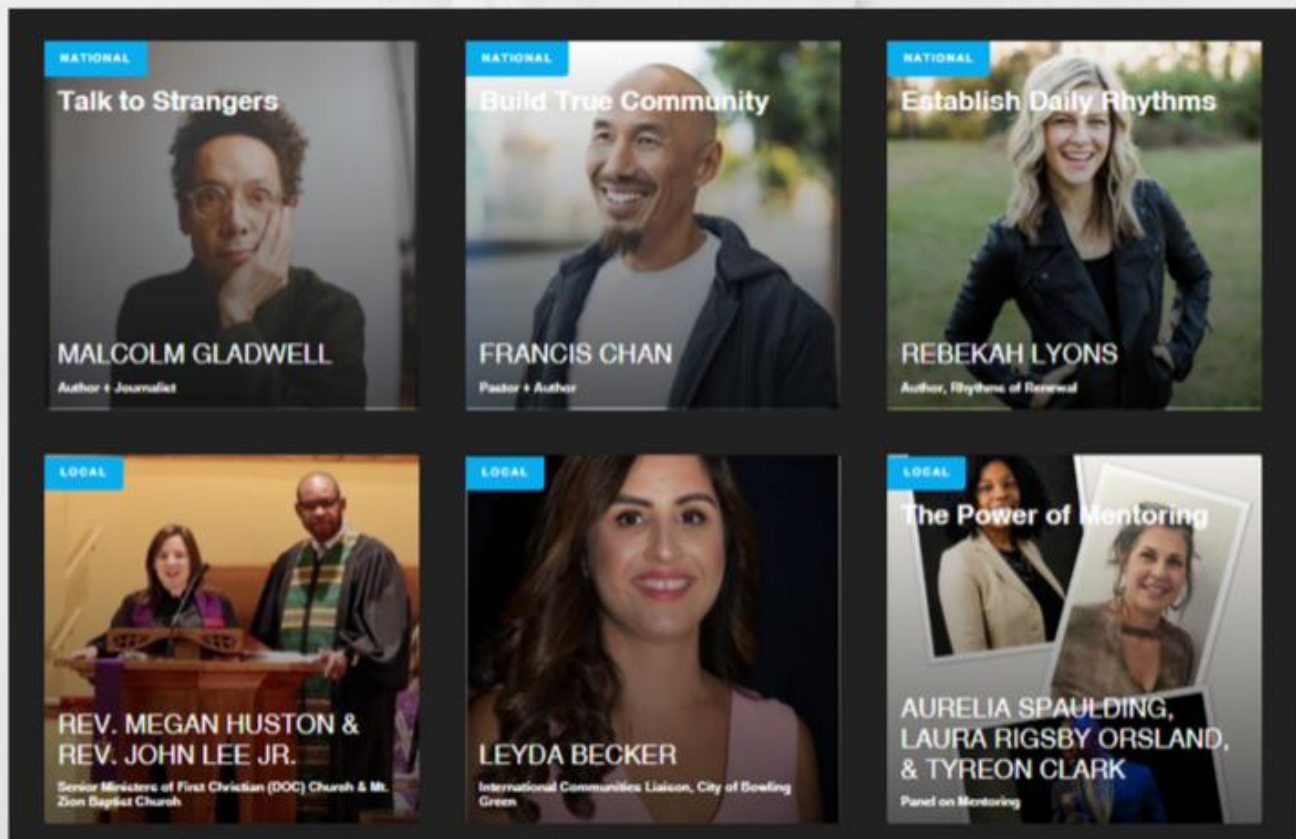 NATIONAL
Talk to Strangers
MALCOLM GLADWELL
Author + Journalist
NATIONAL
Build True Community
FRANCIS CHAN
Pastor + Author
NATIONAL
Establish Daily Rhythms
REBEKAH LYONS
Author, Rhythms of Renewal
LOCAL
REV. MEGAN HUSTON &
REV. JOHN LEE JR.
Senior Ministers of First Christian (DOC) Church & Mt.
Zion Baptist Church
LOCAL
LEYDA BECKER
International Communities Liaison, City of Bowling
Green
LOCAL
The Power of Mentoring
AURELIA SPAULDING,
LAURA RIGSBY ORSLAND,
& TYREON CLARK
Panel on Mentoring